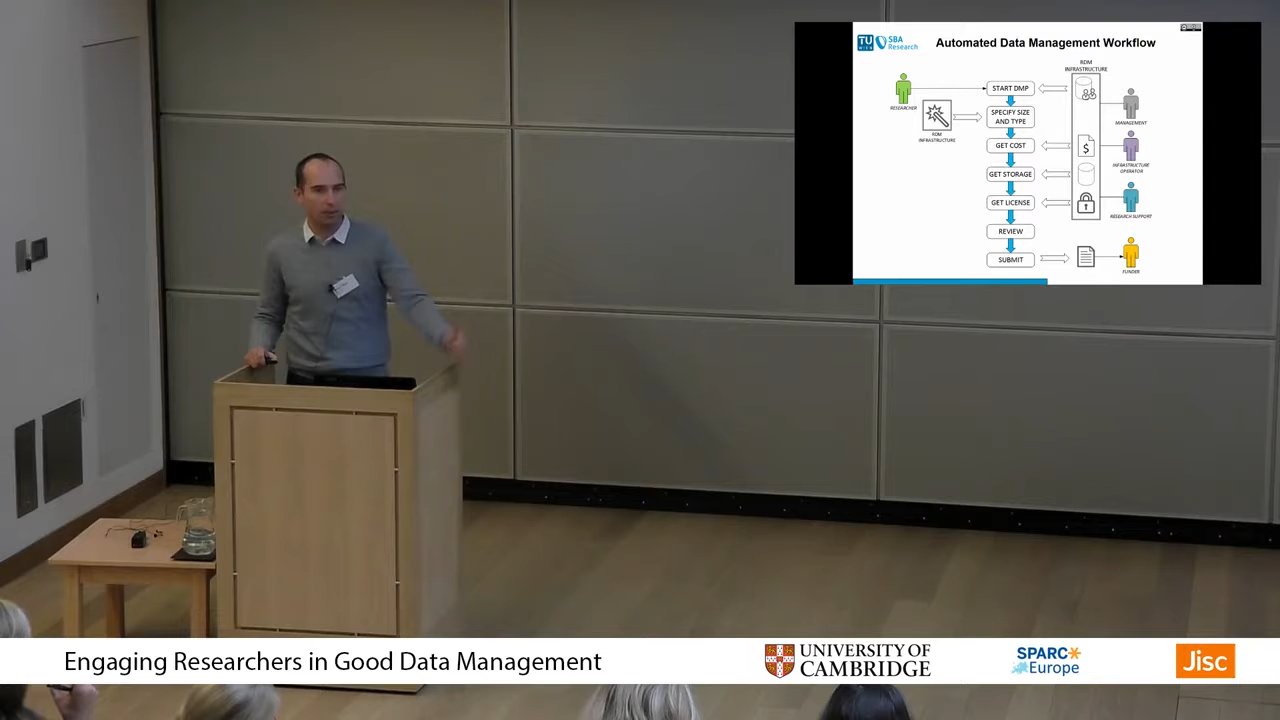 TU
WIEN
SBA
Research
Automated Data Management Workflow
RDM
INFRASTRUCTURE
START DMP
RESEARCHER
SPECIFY SIZE
AND TYPE
RDM
INFRASTRUCTURE
MANAGEMENT
GET COST
$
INFRASTRUCTURE
OPERATOR
GET STORAGE
GET LICENSE
RESEARCH SUPPORT
REVIEW
SUBMIT
FUNDER
Engaging Researchers in Good Data Management
UNIVERSITY OF
CAMBRIDGE
SPARC
Europe
Jisc